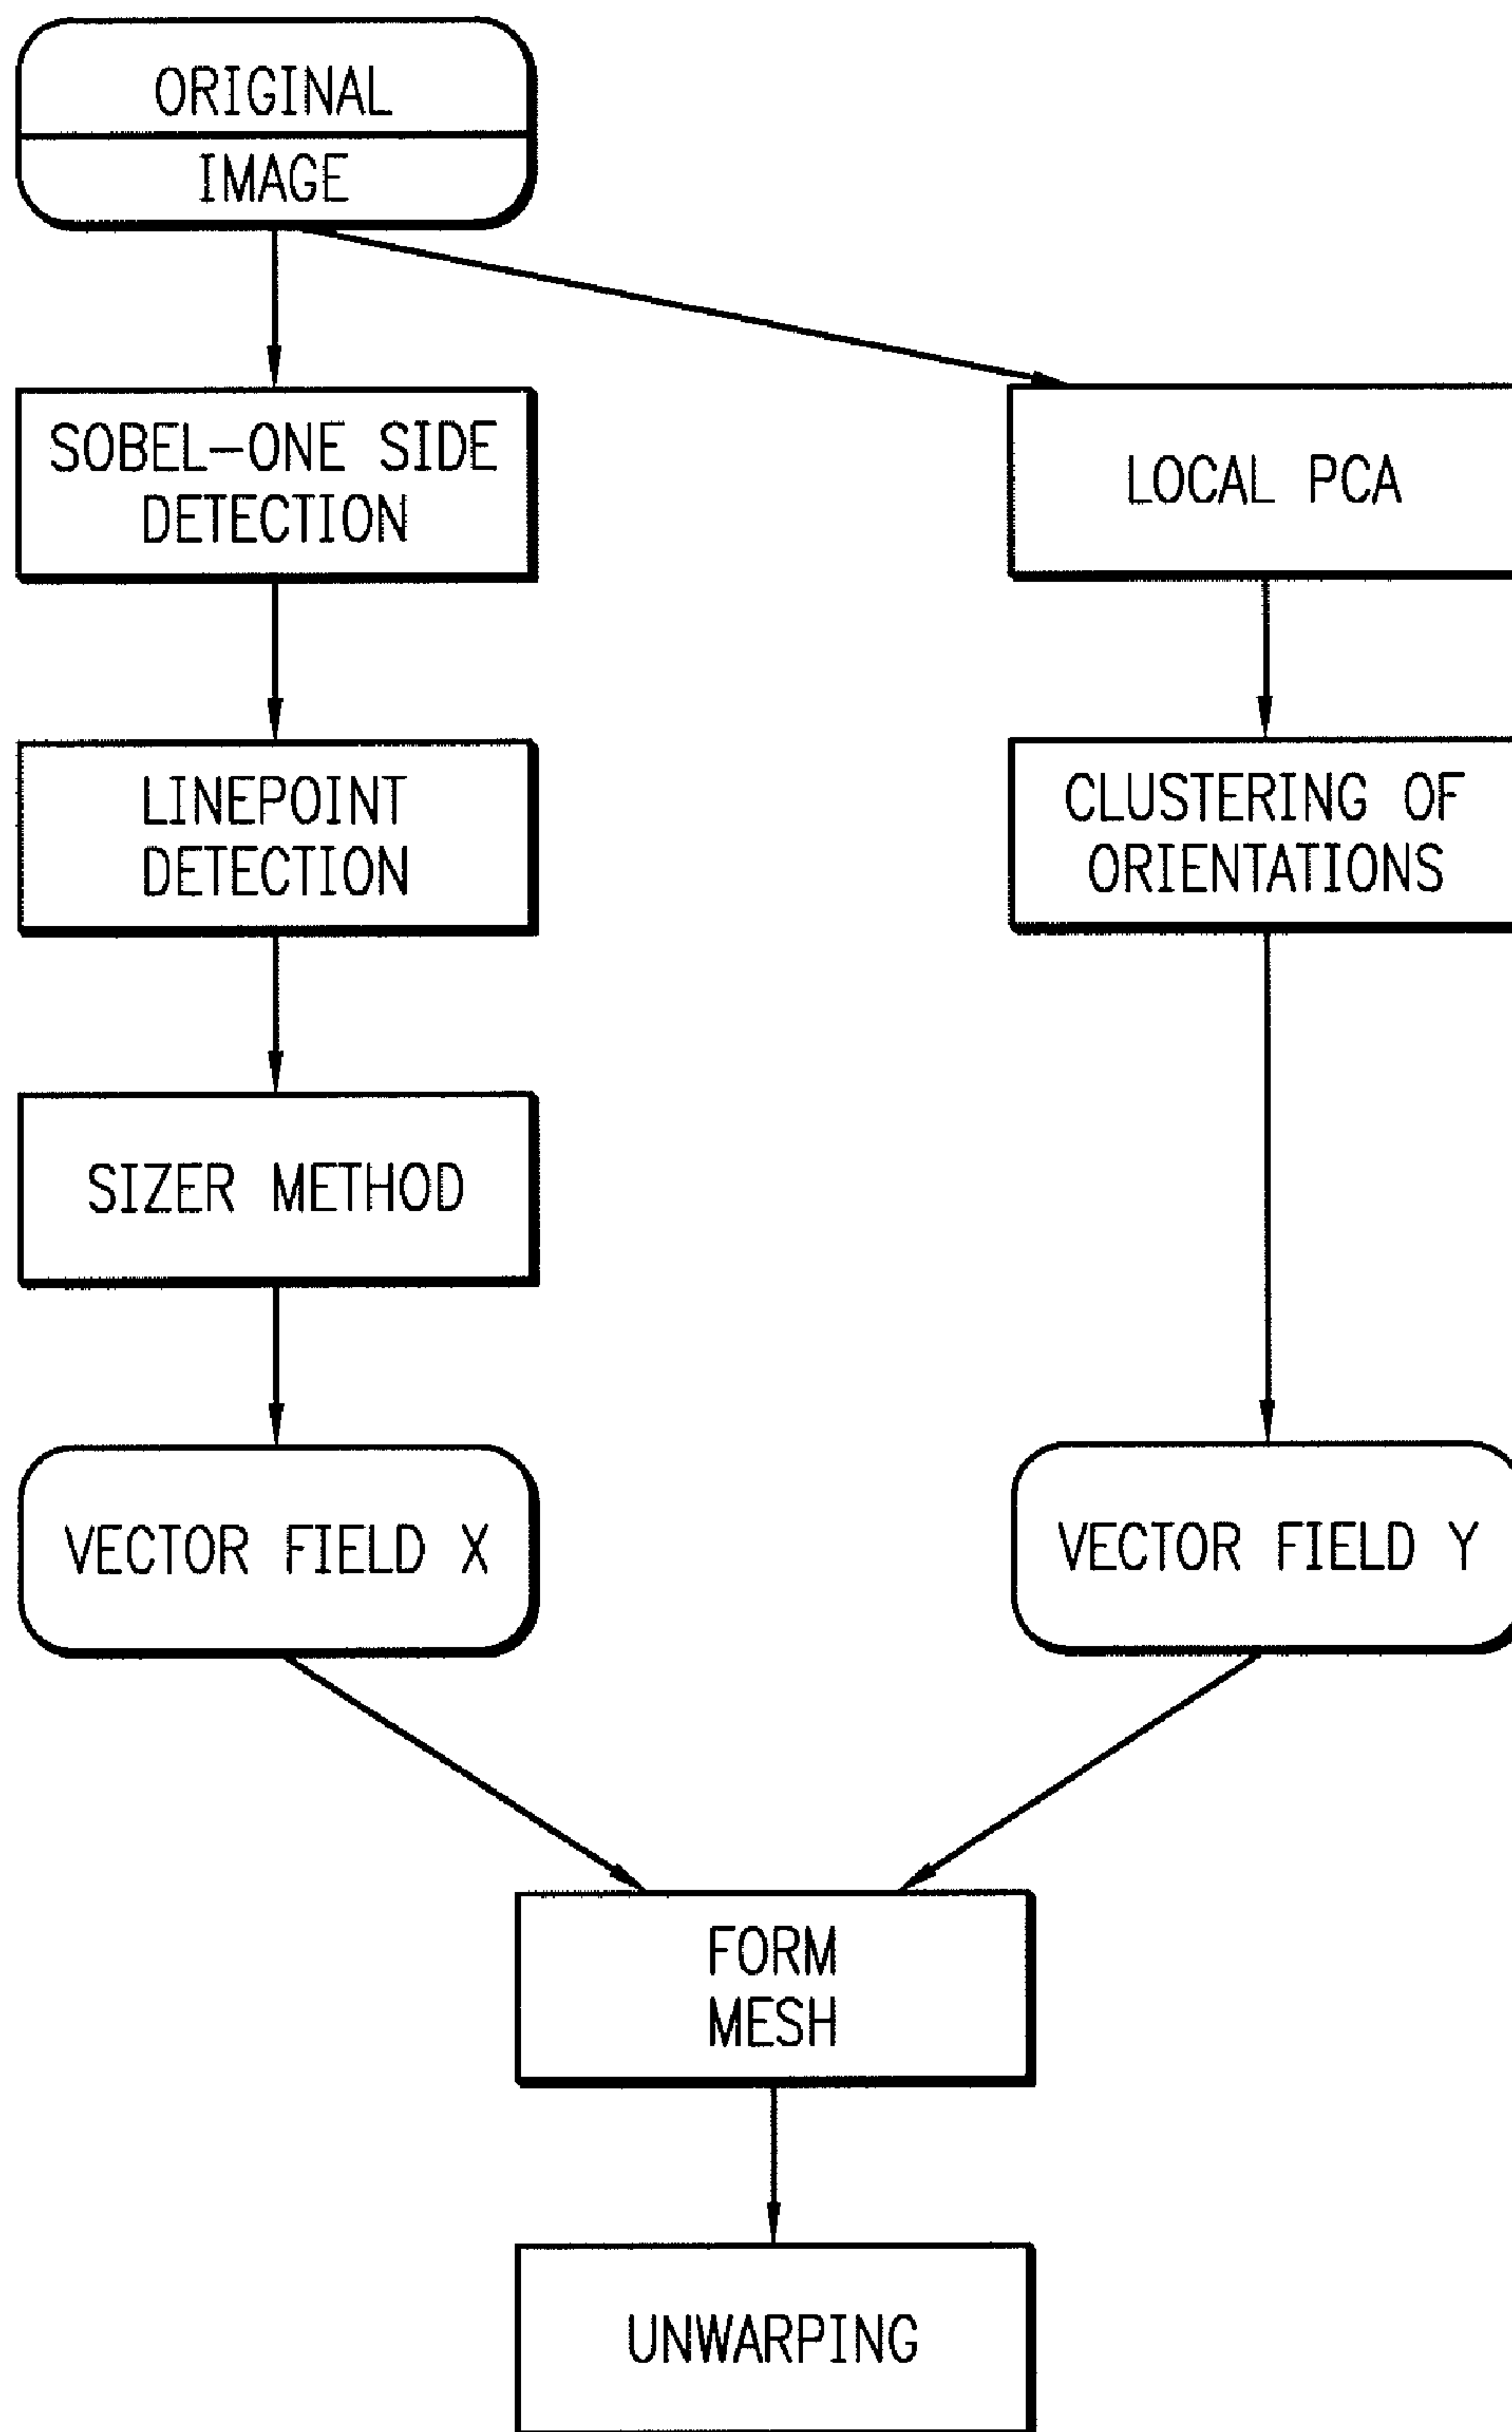 ORIGINAL
IMAGE
SOBEL-ONE SIDE
DETECTION
LOCAL PCA
LINEPOINT
DETECTION
CLUSTERING OF
ORIENTATIONS
SIZER METHOD
VECTOR FIELD X
VECTOR FIELD Y
FORM
MESH
UNWARPING